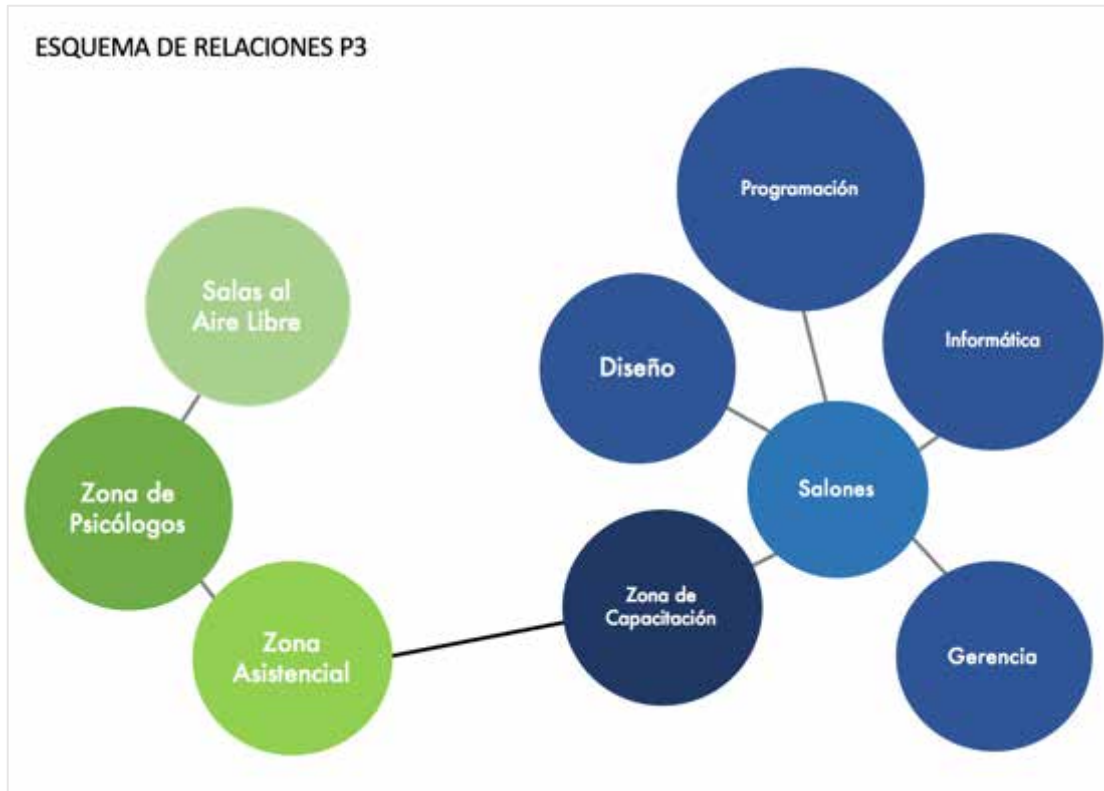 ESQUEMA DE RELACIONES P3
Programación
Salas al
Aire Libre
Informática
Diseño
Zona de
Psicólogos
Salones
Zona de
Capacitación
Zona
Asistencial
Gerencia